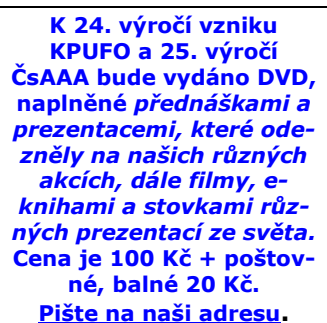 K 24. výročí vzniku
KPUFO a 25. výročí
ČsAAA bude vydáno DVD,
naplněné přednáškami a
prezentacemi, které ode-
zněly na našich různých
akcích, dále filmy, e-
knihami a stovkami růz-
ných prezentací ze světa.
Cena je 100 Kč + poštov-
né, balné 20 Kč.
Pište na naši adresu.